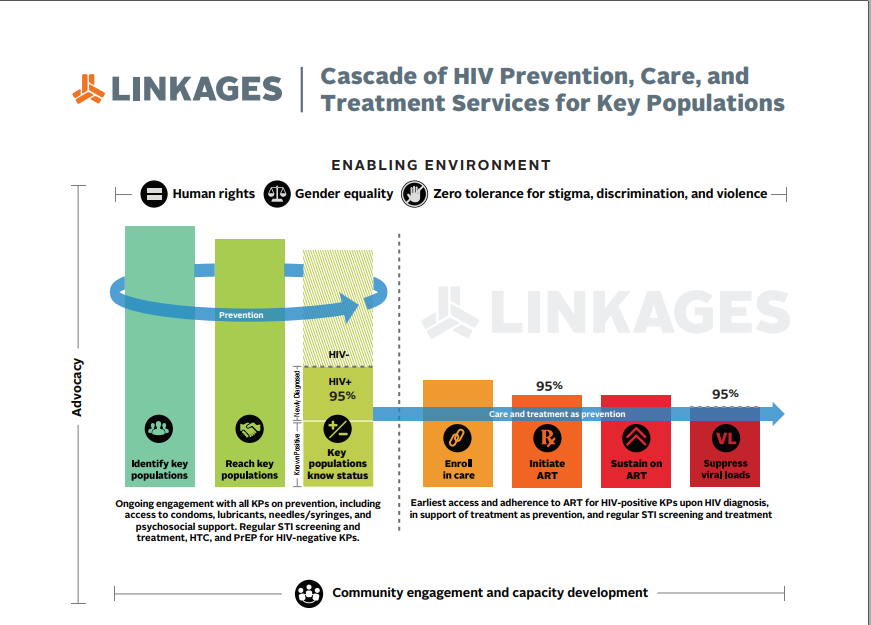 LINKAGES
Cascade of HIV Prevention, Care, and
Treatment Services for Key Populations
ENABLING ENVIRONMENT
Human rights
Gender equality
Zero tolerance for stigma, discrimination, and violence
Advocacy
Prevention
LINKAGES
HIV-
HIV+
95%
Newly Diagnosed
Known Positive
95%
95%
Care and treatment as prevention
VL
Identify key
populations
Reach key
populations
Key
populations
know status
Enroll
in care
Initiate
ART
Sustain on
ART
Suppress
viral loads
Ongoing engagement with all KPs on prevention, including
access to condoms, lubricants, needles/syringes, and
psychosocial support. Regular STI screening and
treatment, HTC, and PrEP for HIV-negative KPs.
Earliest access and adherence to ART for HIV-positive KPs upon HIV diagnosis,
in support of treatment as prevention, and regular STI screening and treatment
Community engagement and capacity development